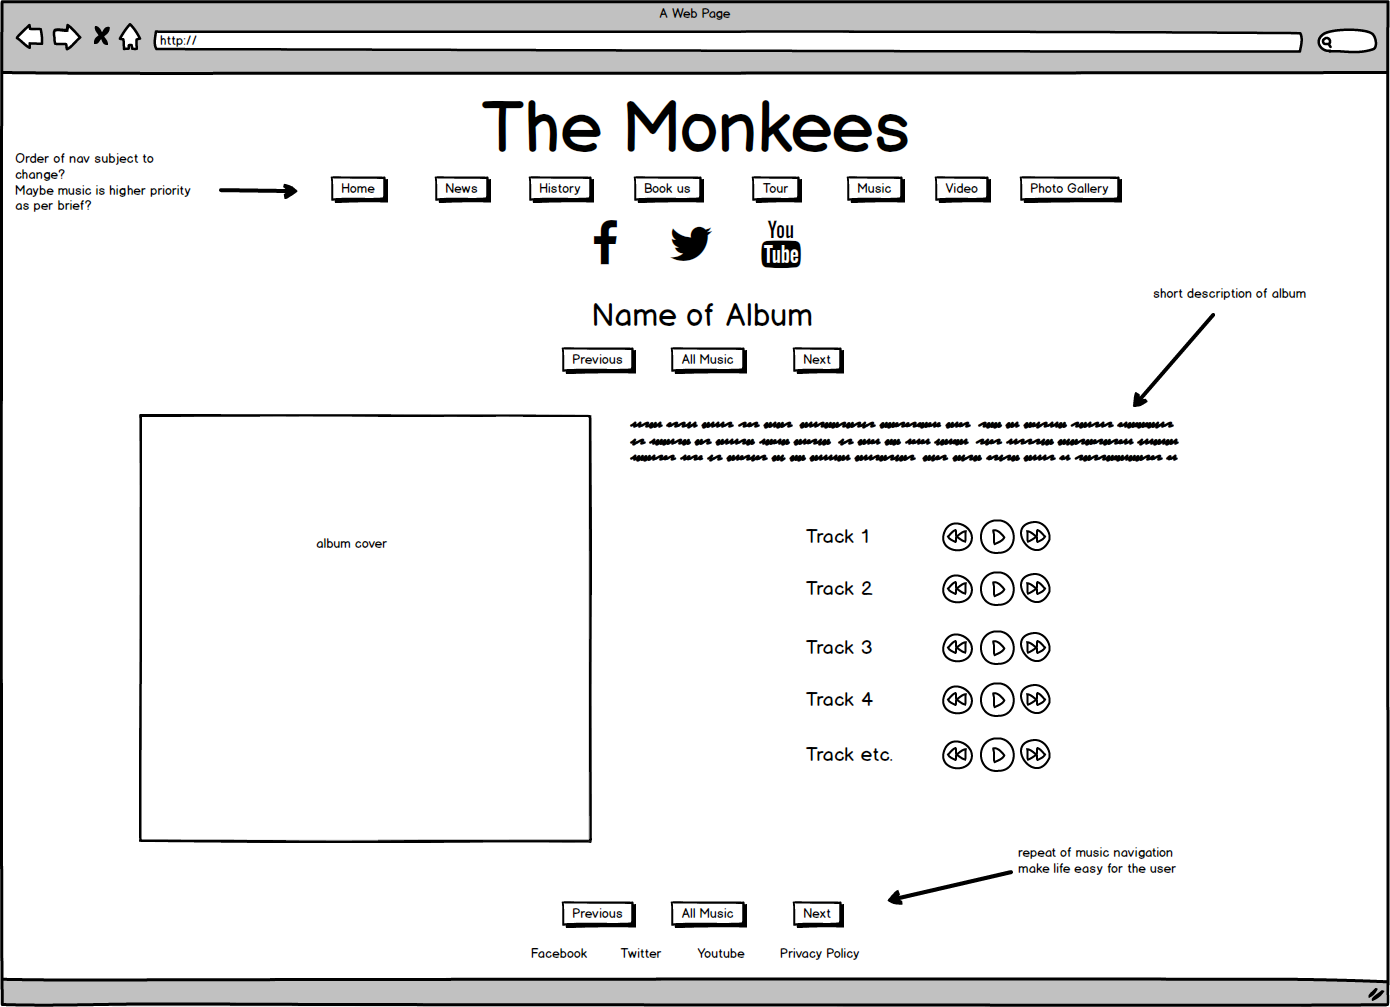 A Web Page
http://
The Monkees
Order of nav subject to
change?
Maybe music is higher priority
as per brief?
Home News History Book us Tour Music Video Photo Gallery
You
Tube
short description of album
Name of Album
Previous All Music Next
album cover
Track 1
Track 2
Track 3
Track 4
Track etc.
repeat of music navigation
make life easy for the user
Previous All Music Next
Facebook Twitter Youtube Privacy Policy